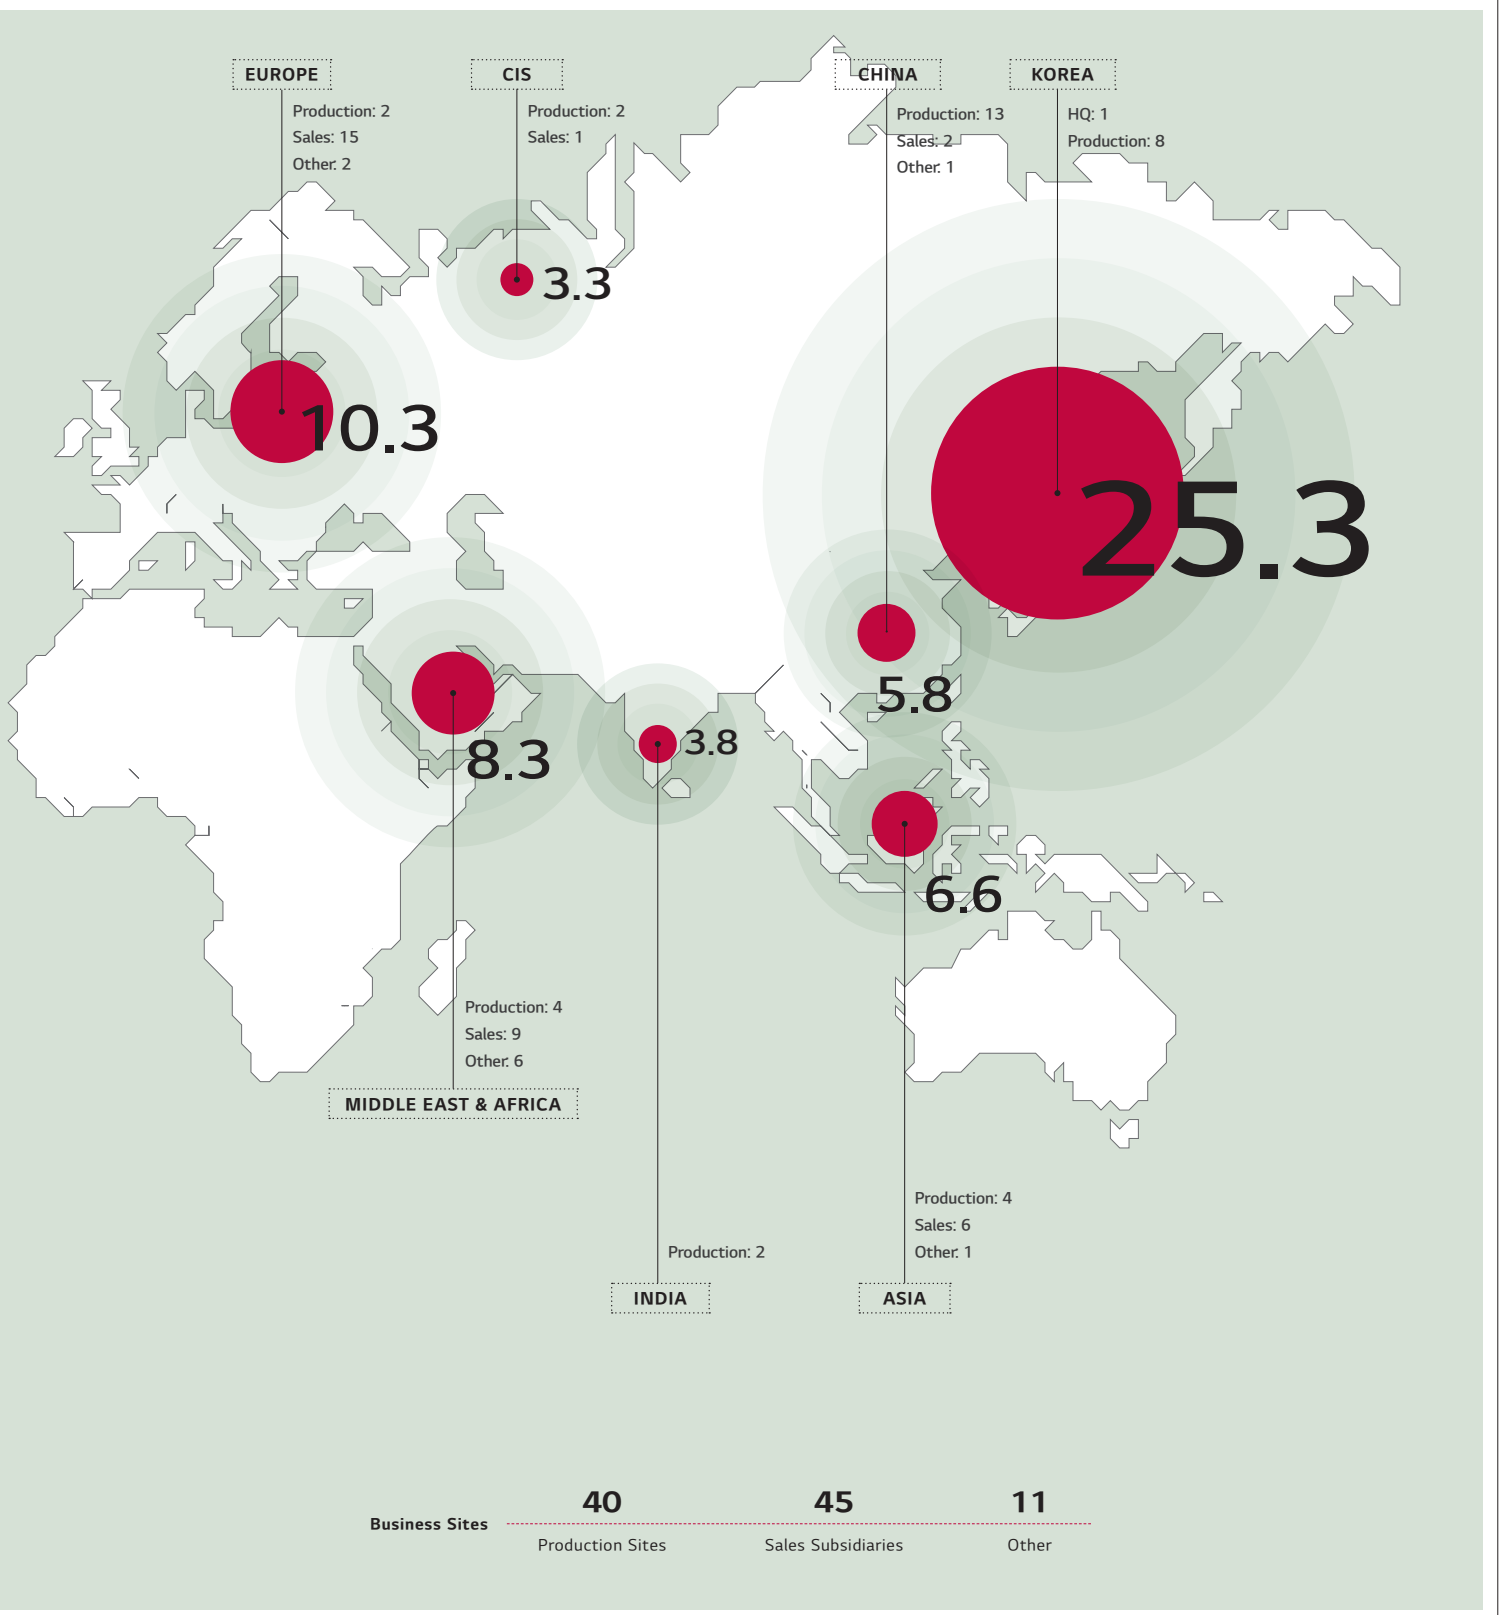 EUROPE
Production: 2
Sales: 15
Other: 2
CIS
Production: 2
Sales: 1
CHINA
Production: 13
Sales: 2
Other: 1
KOREA
HQ: 1
Production: 8
3.3
10.3
25.3
5.8
8.3
3.8
6.6
Production: 4
Sales: 9
Other: 6
MIDDLE EAST & AFRICA
Production: 2
INDIA
Production: 4
Sales: 6
Other: 1
ASIA
Business Sites
40
Production Sites
45
Sales Subsidiaries
11
Other